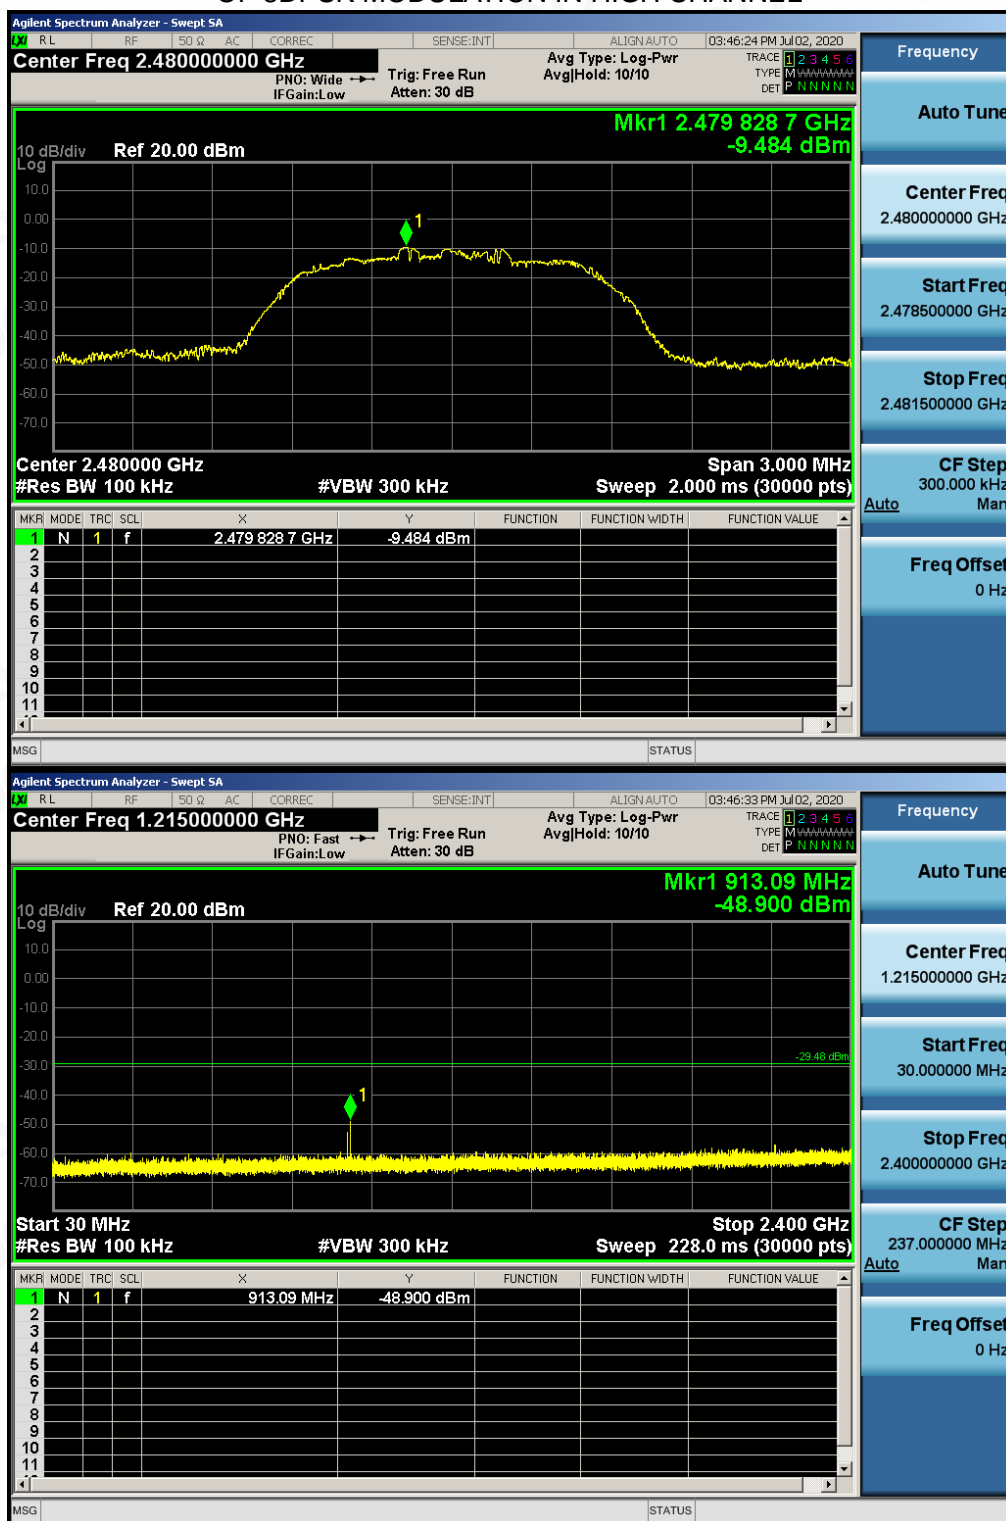 OF 8DPSK MODULATION IN HIGH CHANNEL
Agilent Spectrum Analyzer - Swept SA
LXI RL RF 50 Ω AC CORREC SENSE:INT ALIGN AUTO 03:46:24 PM Jul 02, 2020
Center Freq 2.480000000 GHz
PNO: Wide
IFGain:Low
Trig: Free Run
Atten: 30 dB
Avg Type: Log-Pwr
Avg|Hold: 10/10
TRACE 1 2 3 4 5 6
TYPE M
DET P N N N N N
Frequency
Mkr1 2.479 828 7 GHz
-9.484 dBm
10 dB/div Ref 20.00 dBm
Log
10.0
0.00
-10.0
-20.0
-30.0
-40.0
-50.0
-60.0
-70.0
1
Center 2.480000 GHz Span 3.000 MHz
#Res BW 100 kHz #VBW 300 kHz Sweep 2.000 ms (30000 pts)
MKR MODE TRC SCL X Y FUNCTION FUNCTION WIDTH FUNCTION VALUE
1 N 1 f 2.479 828 7 GHz -9.484 dBm
2
3
4
5
6
7
8
9
10
11
MSG STATUS
Auto Tune
Center Freq
2.480000000 GHz
Start Freq
2.478500000 GHz
Stop Freq
2.481500000 GHz
CF Step
300.000 kHz
Auto Man
Freq Offset
0 Hz
Agilent Spectrum Analyzer - Swept SA
LXI RL RF 50 Ω AC CORREC SENSE:INT ALIGN AUTO 03:46:33 PM Jul 02, 2020
Center Freq 1.215000000 GHz
PNO: Fast
IFGain:Low
Trig: Free Run
Atten: 30 dB
Avg Type: Log-Pwr
Avg|Hold: 10/10
TRACE 1 2 3 4 5 6
TYPE M
DET P N N N N N
Frequency
Mkr1 913.09 MHz
-48.900 dBm
10 dB/div Ref 20.00 dBm
Log
10.0
0.00
-10.0
-20.0
-30.0
-40.0
-50.0
-60.0
-70.0
-29.48 dBm
1
Start 30 MHz Stop 2.400 GHz
#Res BW 100 kHz #VBW 300 kHz Sweep 228.0 ms (30000 pts)
MKR MODE TRC SCL X Y FUNCTION FUNCTION WIDTH FUNCTION VALUE
1 N 1 f 913.09 MHz -48.900 dBm
2
3
4
5
6
7
8
9
10
11
MSG STATUS
Auto Tune
Center Freq
1.215000000 GHz
Start Freq
30.000000 MHz
Stop Freq
2.400000000 GHz
CF Step
237.000000 MHz
Auto Man
Freq Offset
0 Hz